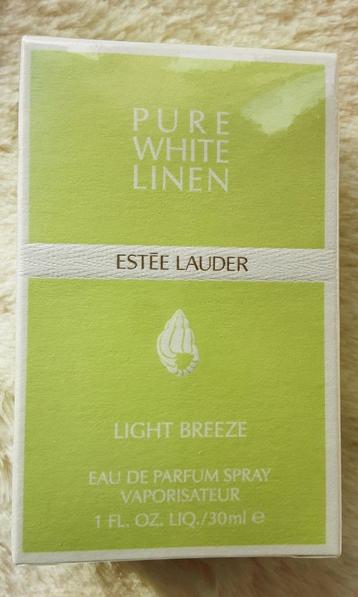 PURE
WHITE
LINEN
ESTĒE LAUDER
LIGHT BREEZE
EAU DE PARFUM SPRAY
VAPORISATEUR
1 FL. OZ. LIQ./30ml ℮